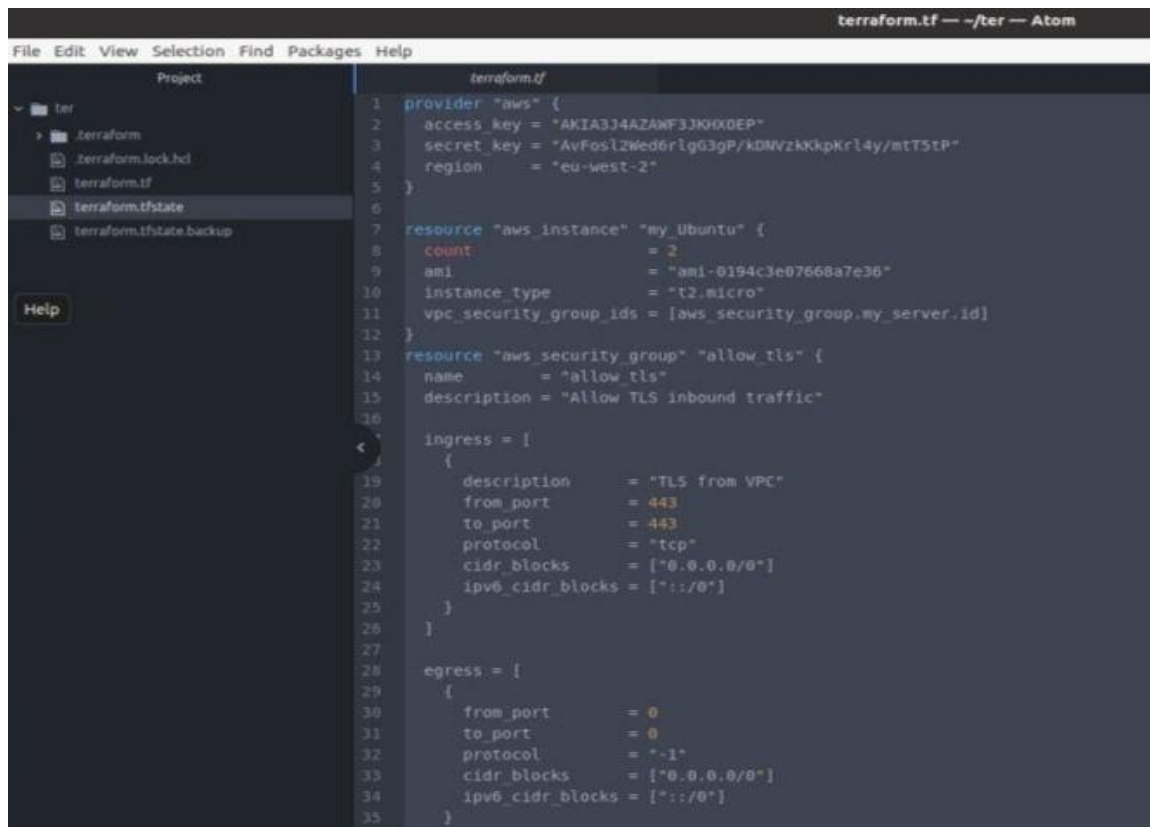 terraform.tf — ~/ter — Atom
File Edit View Selection Find Packages Help
Project
terraform.tf
ter
.terraform
.terraform.lock.hcl
terraform.tf
terraform.tfstate
terraform.tfstate.backup
Help
1 provider "aws" {
2 access_key =
3 secret_key =
4 region = "eu-west-2"
5 }
6
7 resource "aws_instance" "my_Ubuntu" {
8 count = 2
9 ami = "ami-0194c3e07668a7e36"
10 instance_type = "t2.micro"
11 vpc_security_group_ids = [aws_security_group.my_server.id]
12 }
13 resource "aws_security_group" "allow_tls" {
14 name = "allow_tls"
15 description = "Allow TLS inbound traffic"
16
ingress = [
{
19 description = "TLS from VPC"
20 from_port = 443
21 to_port = 443
22 protocol = "tcp"
23 cidr_blocks = ["0.0.0.0/0"]
24 ipv6_cidr_blocks = ["::/0"]
25 }
26 ]
27
28 egress = [
29 {
30 from_port = 0
31 to_port = 0
32 protocol = "-1"
33 cidr_blocks = ["0.0.0.0/0"]
34 ipv6_cidr_blocks = ["::/0"]
35 }